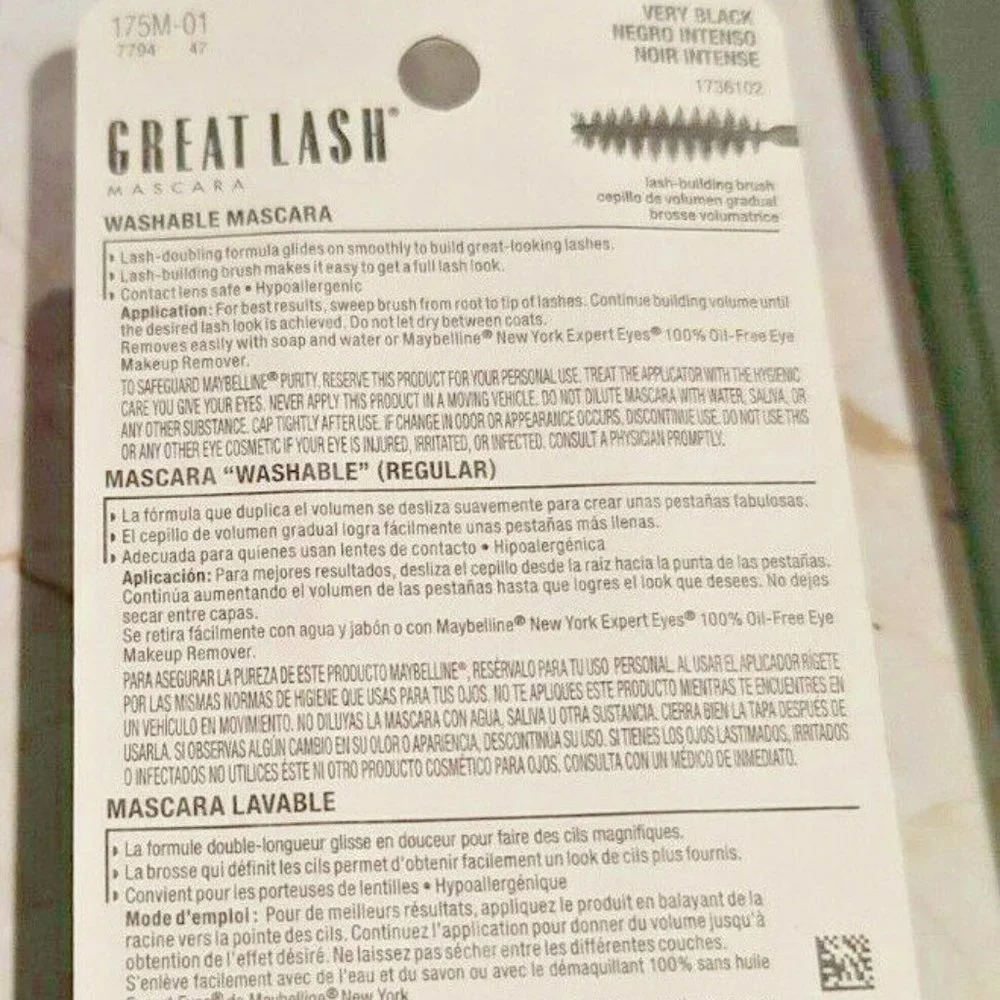 175M-01
7794 47
VERY BLACK
NEGRO INTENSO
NOIR INTENSE
1736102
GREAT LASH®
MASCARA
lash-building brush
cepillo de volumen gradual
brosse volumatrice
WASHABLE MASCARA
Lash-doubling formula glides on smoothly to build great-looking lashes.
Lash-building brush makes it easy to get a full lash look.
Contact lens safe • Hypoallergenic
Application: For best results, sweep brush from root to tip of lashes. Continue building volume until
the desired lash look is achieved. Do not let dry between coats.
Removes easily with soap and water or Maybelline® New York Expert Eyes® 100% Oil-Free Eye
Makeup Remover.
TO SAFEGUARD MAYBELLINE® PURITY, RESERVE THIS PRODUCT FOR YOUR PERSONAL USE. TREAT THE APPLICATOR WITH THE HYGIENIC
CARE YOU GIVE YOUR EYES. NEVER APPLY THIS PRODUCT IN A MOVING VEHICLE. DO NOT DILUTE MASCARA WITH WATER, SALIVA, OR
ANY OTHER SUBSTANCE. CAP TIGHTLY AFTER USE. IF CHANGE IN ODOR OR APPEARANCE OCCURS, DISCONTINUE USE. DO NOT USE THIS
OR ANY OTHER EYE COSMETIC IF YOUR EYE IS INJURED, IRRITATED, OR INFECTED. CONSULT A PHYSICIAN PROMPTLY.
MASCARA "WASHABLE" (REGULAR)
La fórmula que duplica el volumen se desliza suavemente para crear unas pestañas fabulosas.
El cepillo de volumen gradual logra fácilmente unas pestañas más llenas.
Adecuada para quienes usan lentes de contacto • Hipoalergénica
Aplicación: Para mejores resultados, desliza el cepillo desde la raíz hacia la punta de las pestañas.
Continúa aumentando el volumen de las pestañas hasta que logres el look que desees. No dejes
secar entre capas.
Se retira fácilmente con agua y jabón o con Maybelline® New York Expert Eyes® 100% Oil-Free Eye
Makeup Remover.
PARA ASEGURAR LA PUREZA DE ESTE PRODUCTO MAYBELLINE®, RESÉRVALO PARA TU USO PERSONAL. AL USAR EL APLICADOR RÍGETE
POR LAS MISMAS NORMAS DE HIGIENE QUE USAS PARA TUS OJOS. NO TE APLIQUES ESTE PRODUCTO MIENTRAS TE ENCUENTRES EN
UN VEHÍCULO EN MOVIMIENTO. NO DILUYAS LA MASCARA CON AGUA, SALIVA U OTRA SUSTANCIA. CIERRA BIEN LA TAPA DESPUÉS DE
USARLA. SI OBSERVAS ALGÚN CAMBIO EN SU OLOR O APARIENCIA, DESCONTINÚA SU USO. SI TIENES LOS OJOS LASTIMADOS, IRRITADOS
O INFECTADOS NO UTILICES ÉSTE NI OTRO PRODUCTO COSMÉTICO PARA OJOS. CONSULTA CON UN MÉDICO DE INMEDIATO.
MASCARA LAVABLE
La formule double-longueur glisse en douceur pour faire des cils magnifiques.
La brosse qui définit les cils permet d'obtenir facilement un look de cils plus fournis.
Convient pour les porteuses de lentilles • Hypoallergénique
Mode d'emploi : Pour de meilleurs résultats, appliquez le produit en balayant de la
racine vers la pointe des cils. Continuez l'application pour donner du volume jusqu'à
obtention de l'effet désiré. Ne laissez pas sécher entre les différentes couches.
S'enlève facilement avec de l'eau et du savon ou avec le démaquillant 100% sans huile
Expert Eyes® de Maybelline® New York